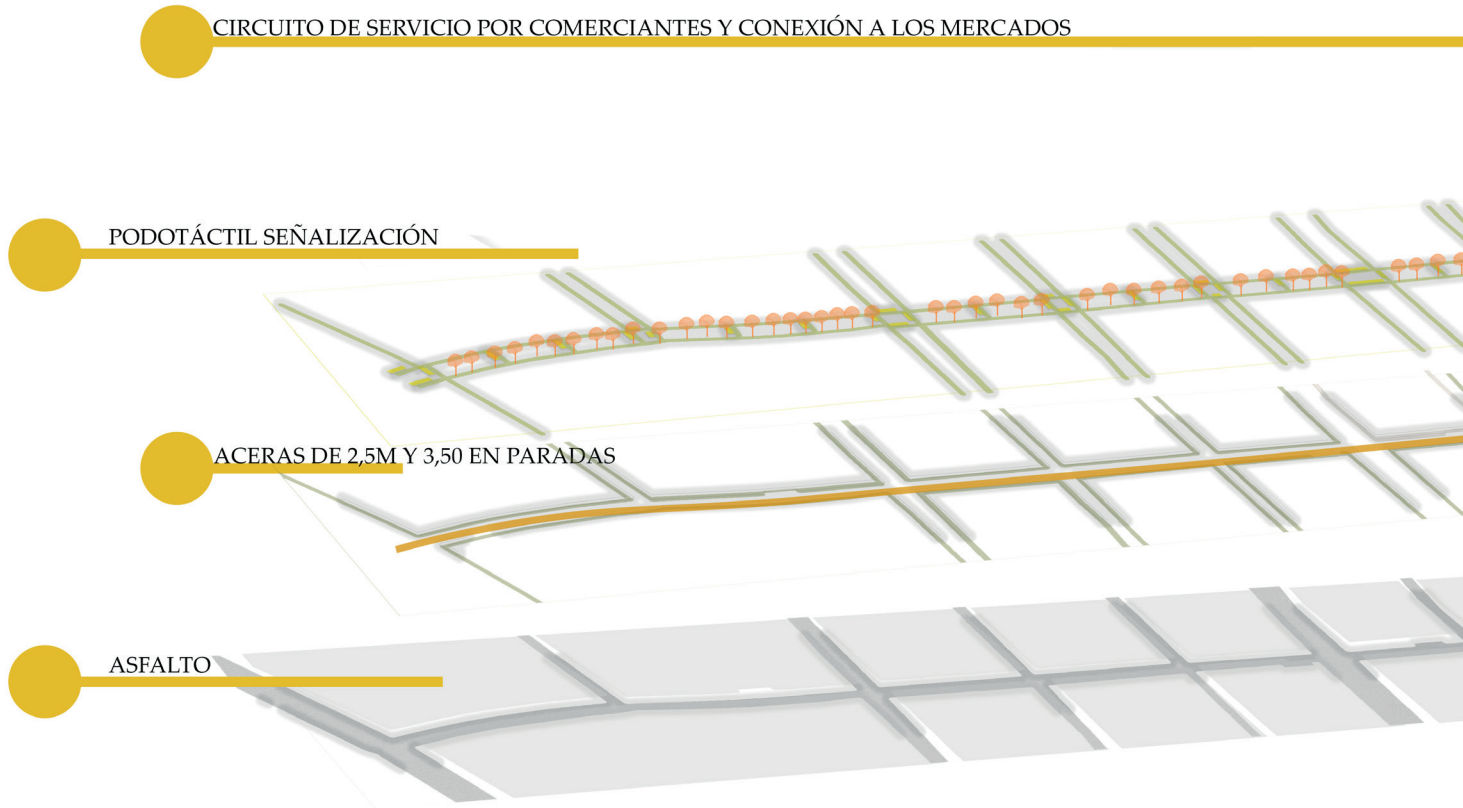 CIRCUITO DE SERVICIO POR COMERCIANTES Y CONEXIÓN A LOS MERCADOS
PODOTÁCTIL SEÑALIZACIÓN
ACERAS DE 2,5M Y 3,50 EN PARADAS
ASFALTO